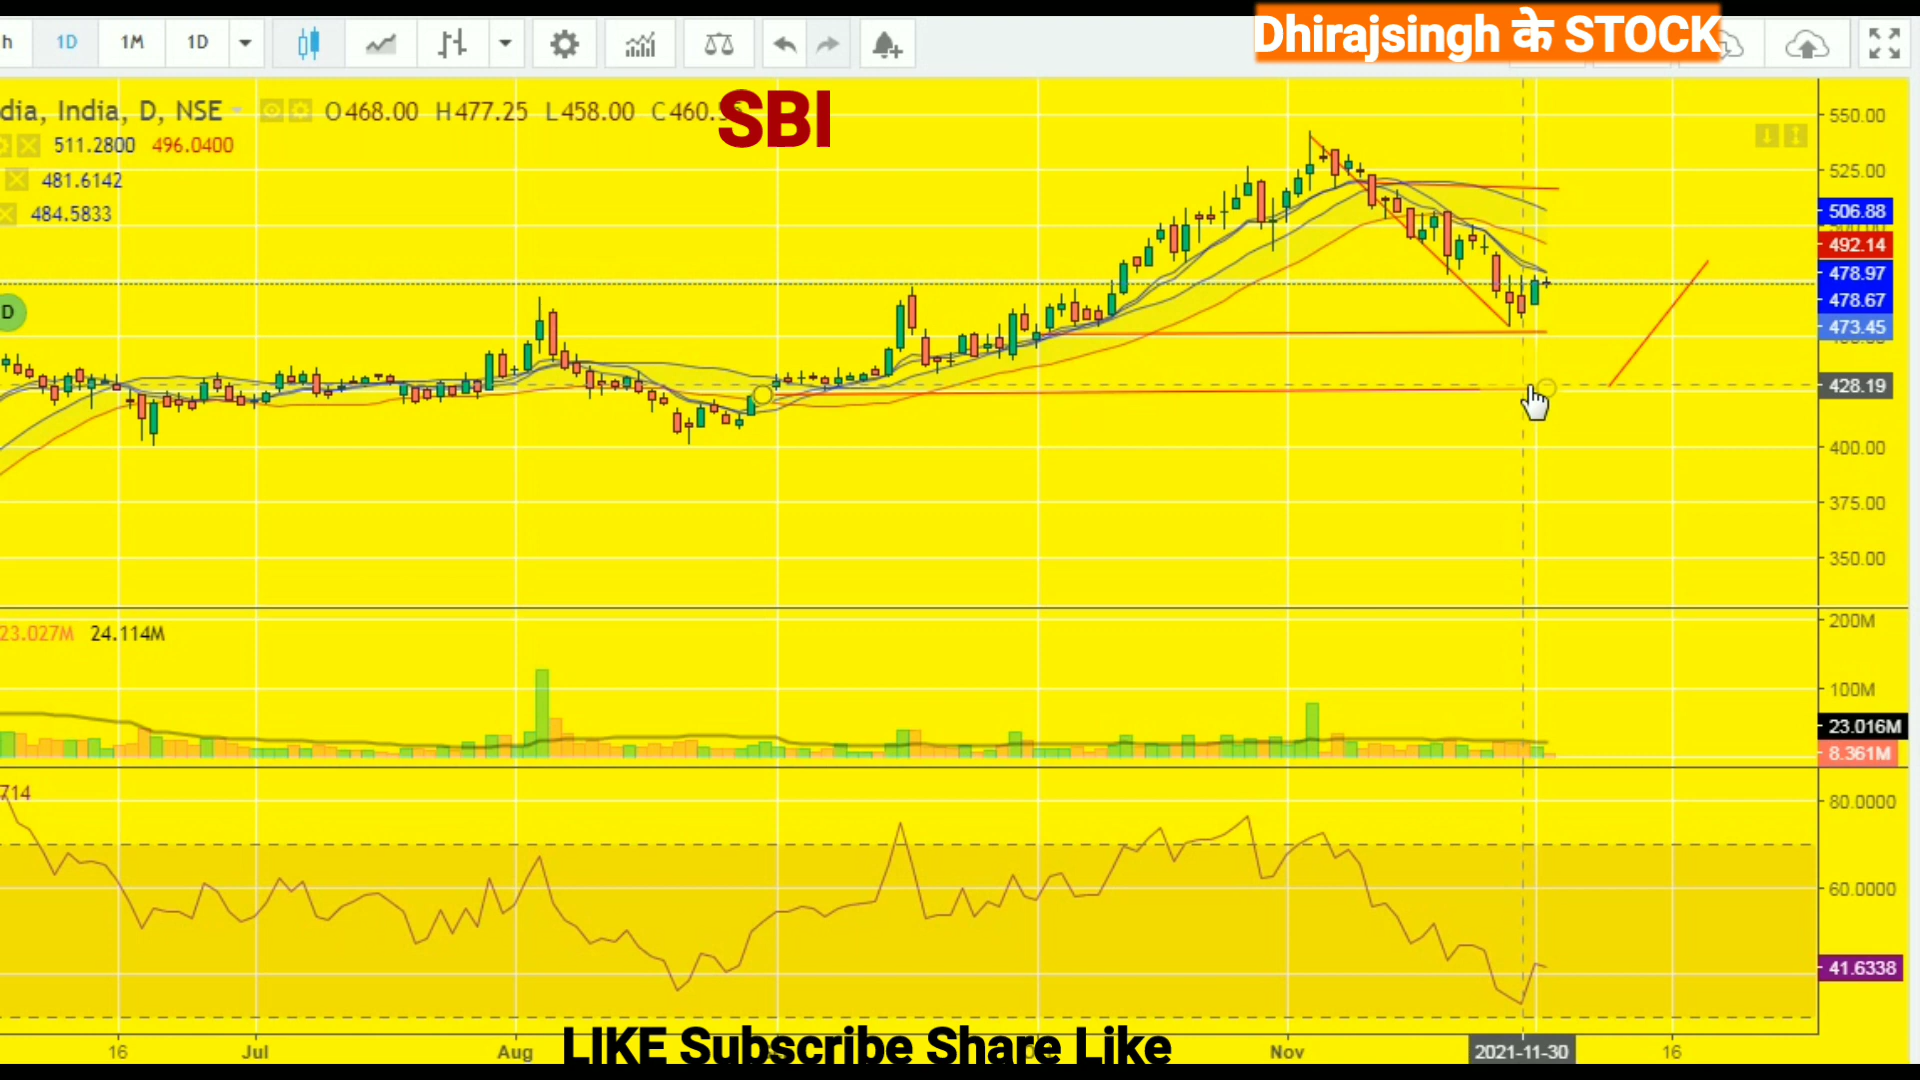 h 1D 1M 1D
Dhirajsingh के STOCK
dia, India, D, NSE O468.00 H477.25 L458.00 C460.
SBI
511.2800 496.0400
481.6142
484.5833
D
550.00
525.00
506.88
492.14
478.97
478.67
473.45
428.19
400.00
375.00
350.00
23.027M 24.114M
200M
100M
23.016M
8.361M
714
80.0000
60.0000
41.6338
16 Jul Aug Nov 2021-11-30 16
LIKE Subscribe Share Like